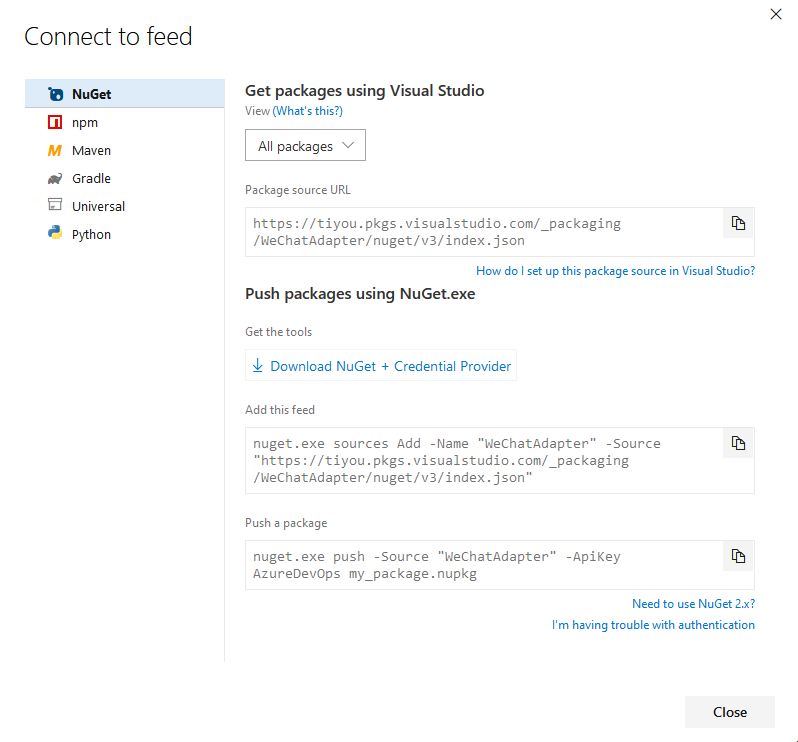 Connect to feed
NuGet
npm
Maven
Gradle
Universal
Python
Get packages using Visual Studio
View (What's this?)
All packages
Package source URL
https://tiyou.pkgs.visualstudio.com/_packaging
/WeChatAdapter/nuget/v3/index.json
How do I set up this package source in Visual Studio?
Push packages using NuGet.exe
Get the tools
Download NuGet + Credential Provider
Add this feed
nuget.exe sources Add -Name "WeChatAdapter" -Source
"https://tiyou.pkgs.visualstudio.com/_packaging
/WeChatAdapter/nuget/v3/index.json"
Push a package
nuget.exe push -Source "WeChatAdapter" -ApiKey
AzureDevOps my_package.nupkg
Need to use NuGet 2.x?
I'm having trouble with authentication
Close